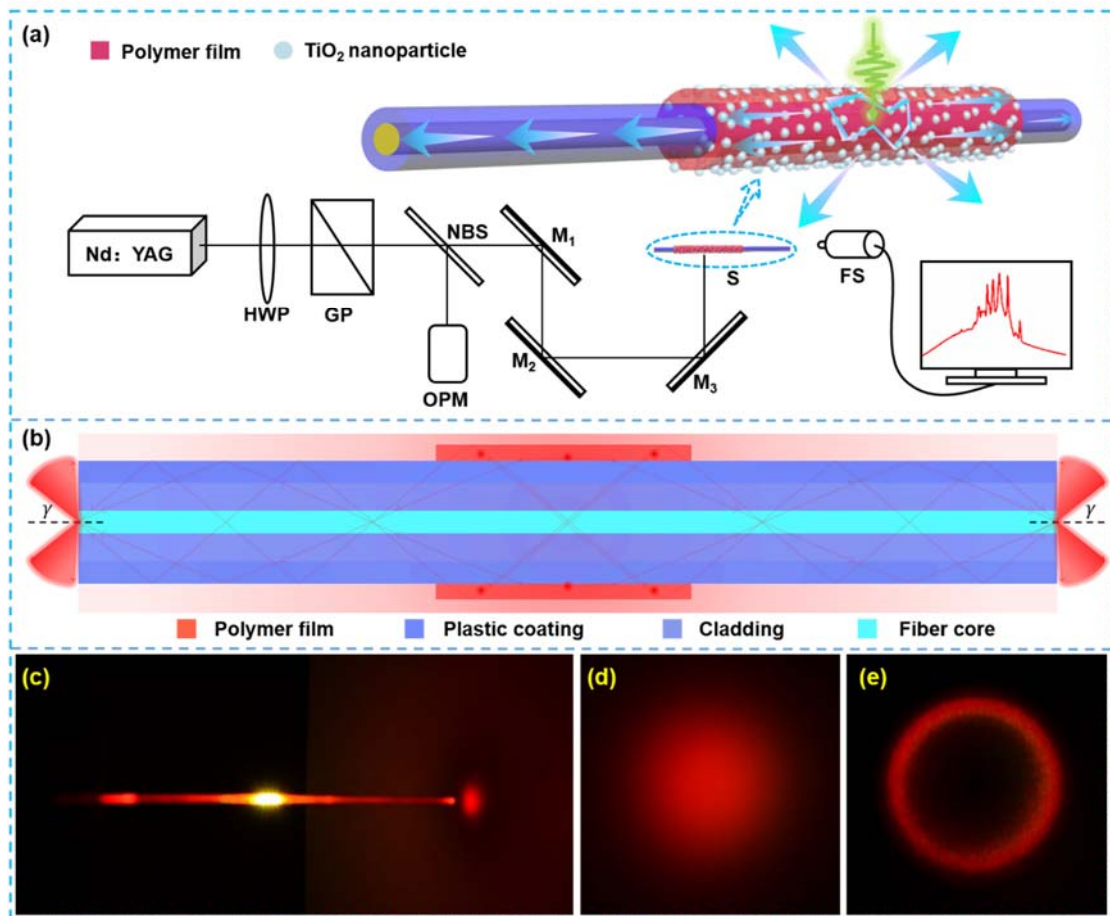 (a)
Polymer film
TiO₂ nanoparticle
Nd: YAG
HWP
GP
NBS
M₁
OPM
M₂
M₃
S
FS
(b)
γ
γ
Polymer film
Plastic coating
Cladding
Fiber core
(c)
(d)
(e)